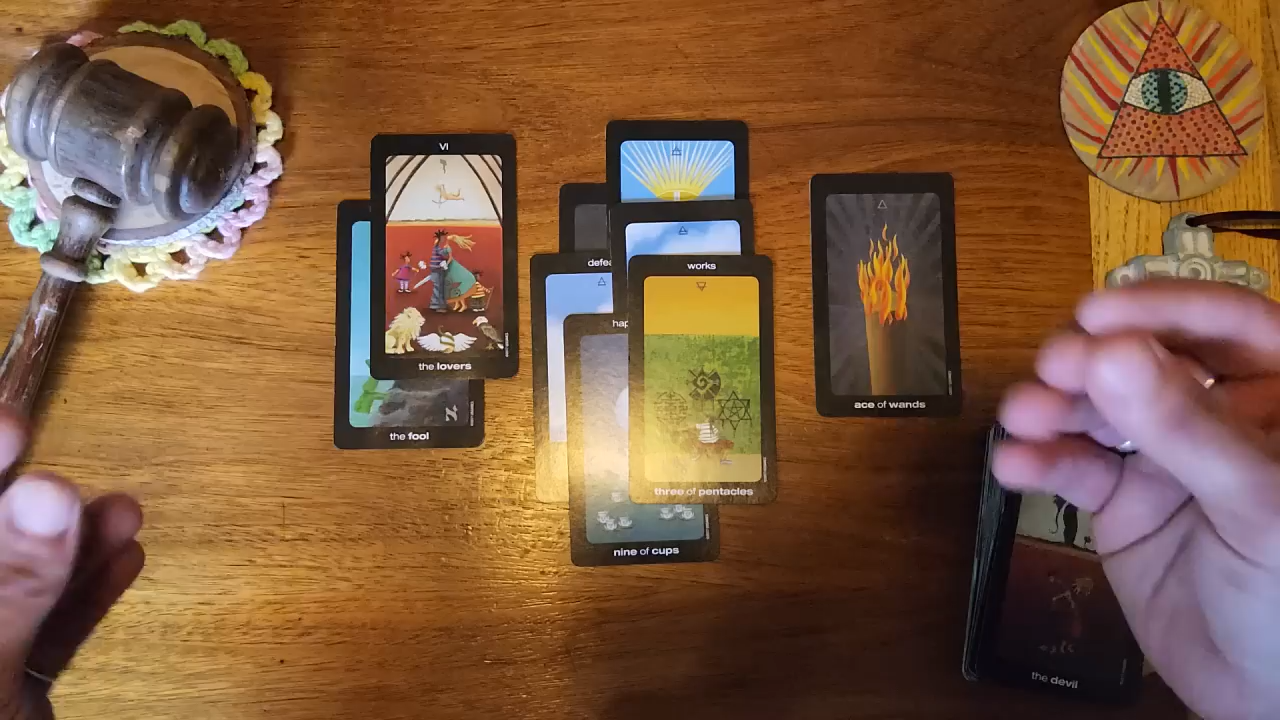 VI
the lovers
the fool
defea
hap
works
three of pentacles
nine of cups
ace of wands
the devil